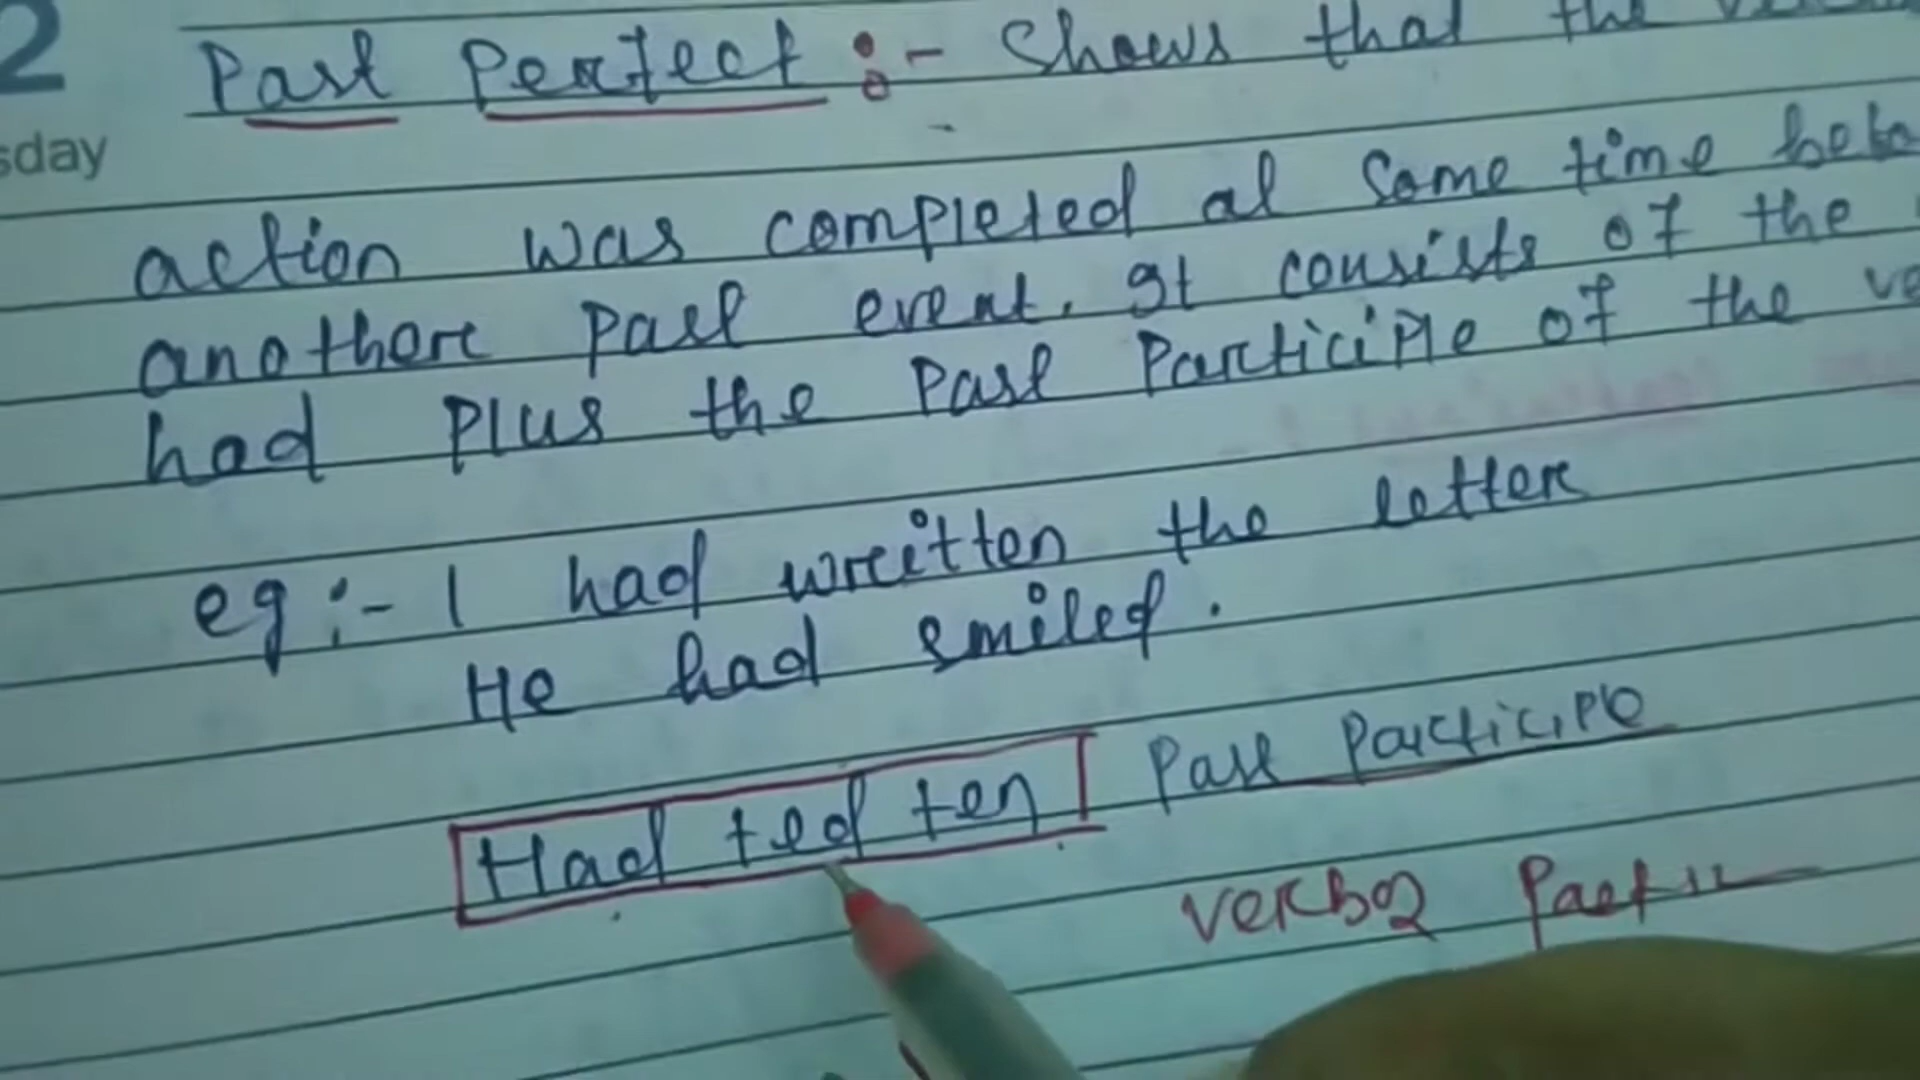 2
sday
Past Perfect :- Shows that the
action was completed at some time befo
another past event. It consists of the
had plus the past participle of the ve
eg :- I had written the letter
He had smiled.
Had ted ten Past participle
verb